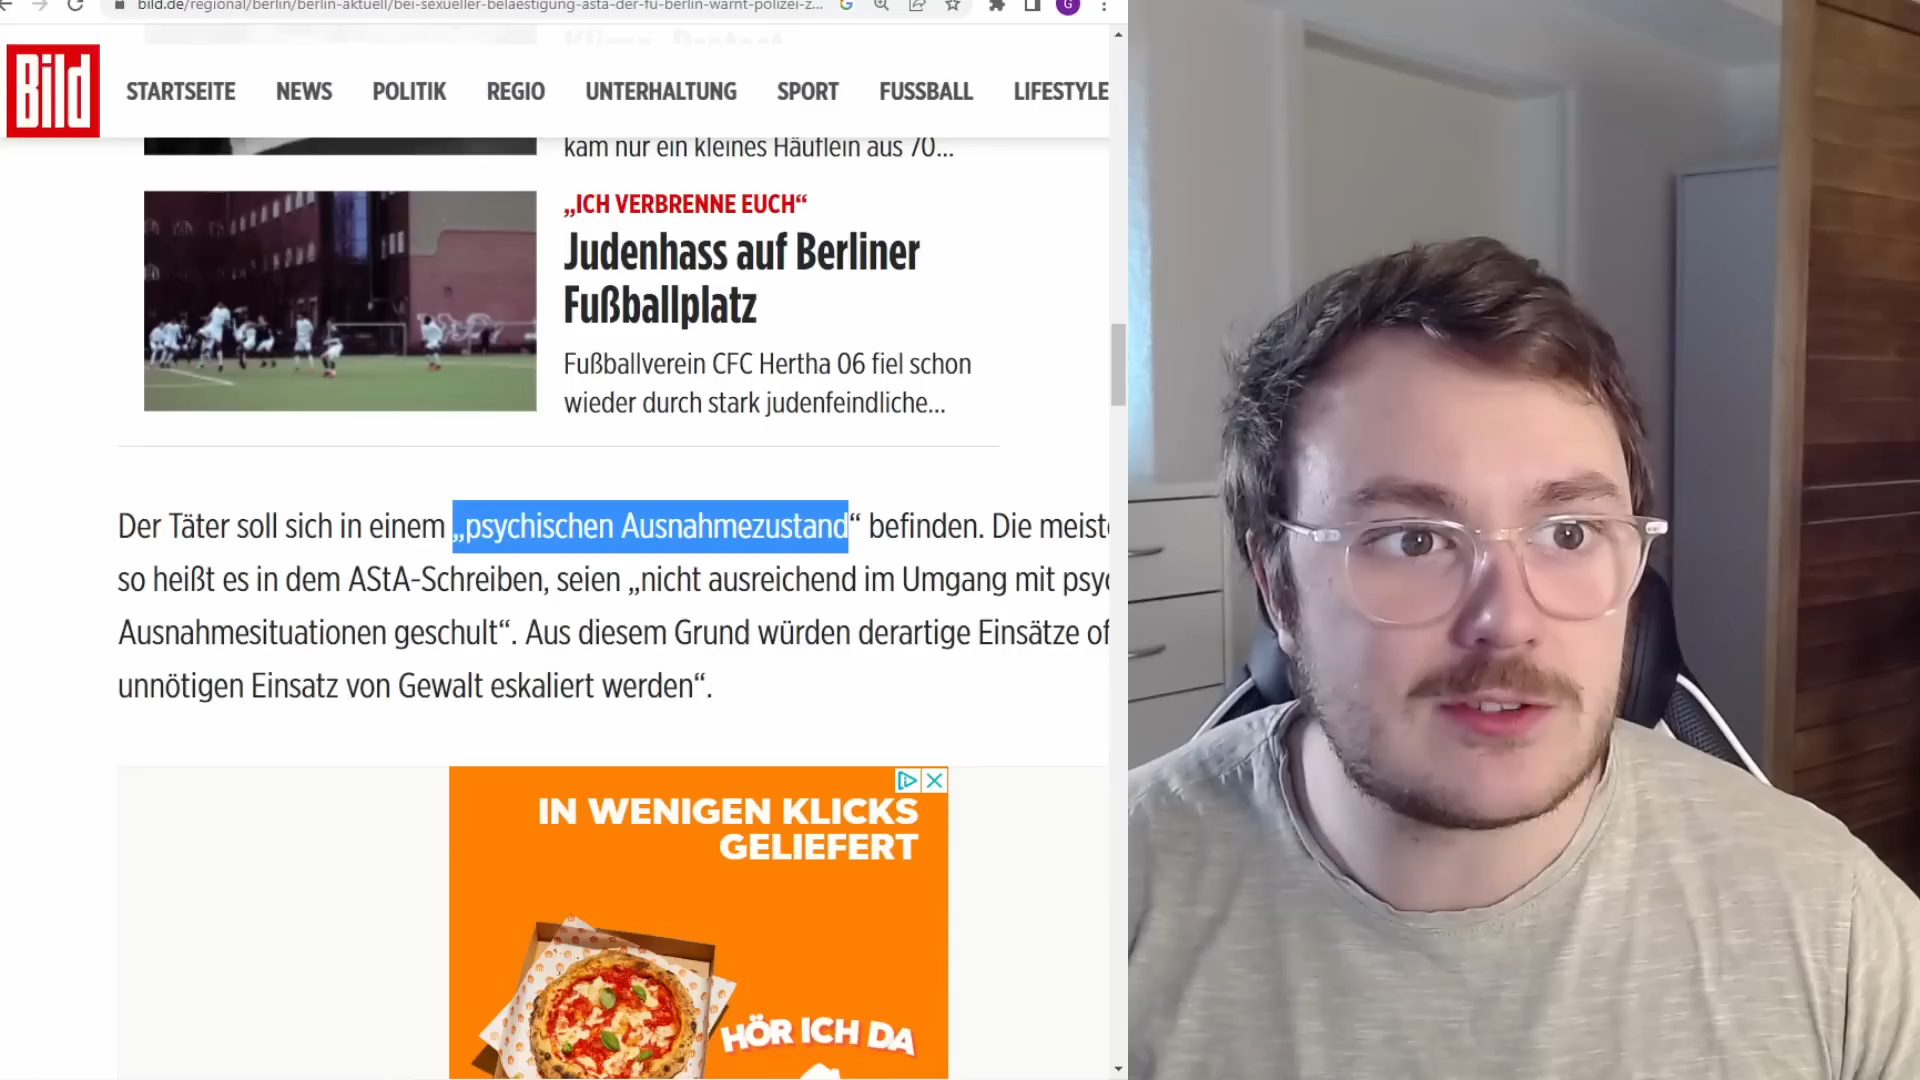 bild.de/regional/berlin/berlin-aktuell/bei-sexueller-belaestigung-asta-der-fu-berlin-warnt-polizei-z...
G
Bild
STARTSEITE NEWS POLITIK REGIO UNTERHALTUNG SPORT FUSSBALL LIFESTYLE
kam nur ein kleines Häuflein aus 70...
„ICH VERBRENNE EUCH“
Judenhass auf Berliner
Fußballplatz
Fußballverein CFC Hertha 06 fiel schon
wieder durch stark judenfeindliche...
Der Täter soll sich in einem „psychischen Ausnahmezustand“ befinden. Die meist
so heißt es in dem AStA-Schreiben, seien „nicht ausreichend im Umgang mit psyc
Ausnahmesituationen geschult“. Aus diesem Grund würden derartige Einsätze of
unnötigen Einsatz von Gewalt eskaliert werden“.
IN WENIGEN KLICKS
GELIEFERT
HÖR ICH DA